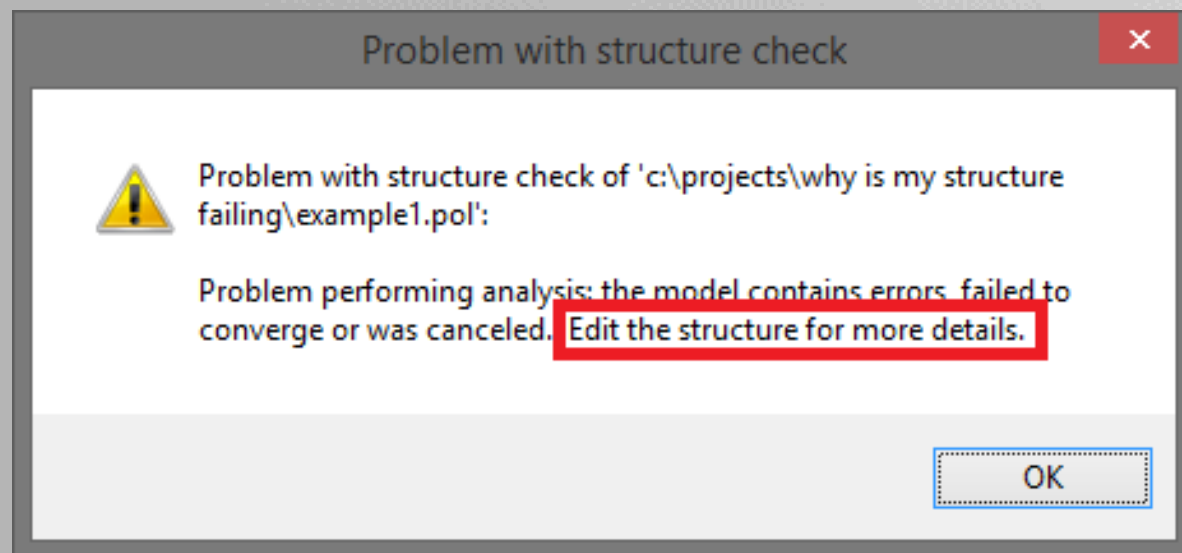 Problem with structure check
Problem with structure check of 'c:\projects\why is my structure
failing\example1.pol':
Problem performing analysis: the model contains errors, failed to
converge or was canceled. Edit the structure for more details.
OK